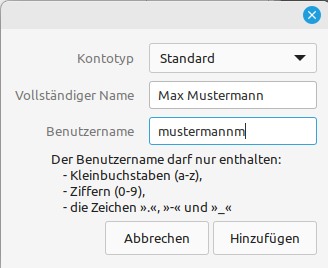 Kontotyp Standard
Vollständiger Name Max Mustermann
Benutzername mustermannm
Der Benutzername darf nur enthalten:
- Kleinbuchstaben (a-z),
- Ziffern (0-9),
- die Zeichen ».«, »-« und »_«
Abbrechen Hinzufügen